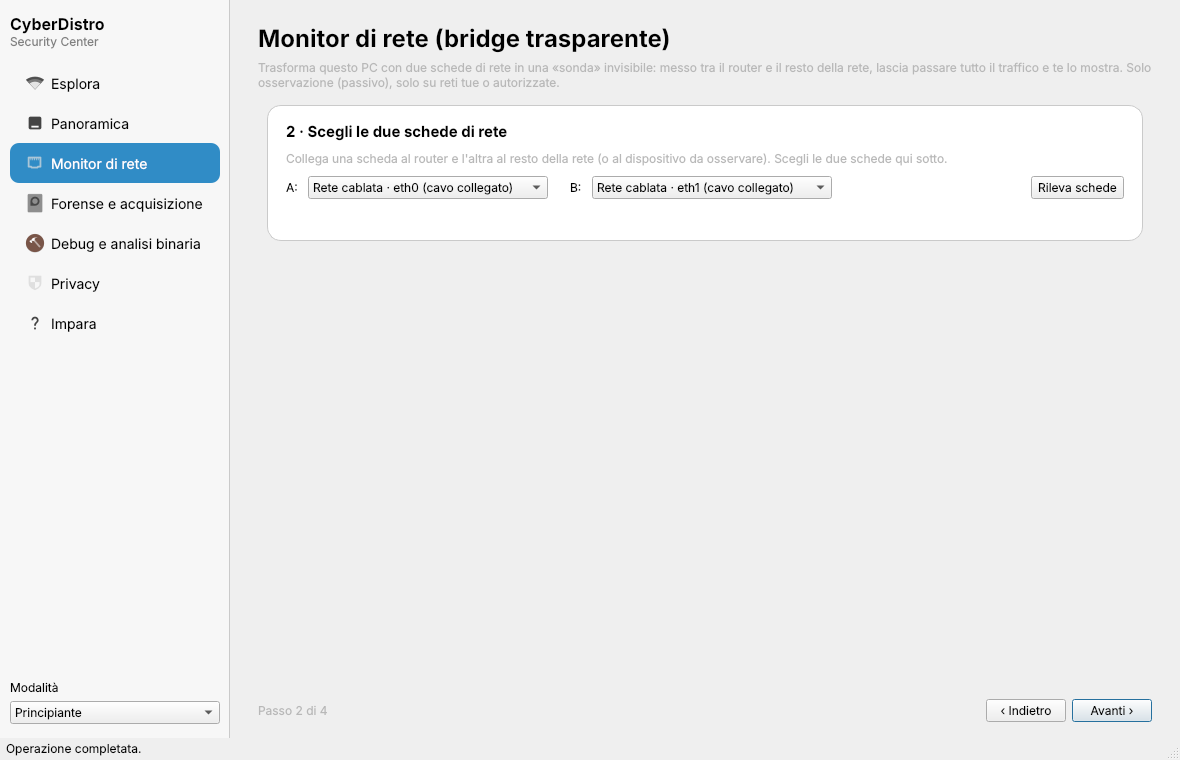 CyberDistro
Security Center
Esplora
Panoramica
Monitor di rete
Forense e acquisizione
Debug e analisi binaria
Privacy
? Impara
Modalità
Principiante
Operazione completata.
Monitor di rete (bridge trasparente)
Trasforma questo PC con due schede di rete in una «sonda» invisibile: messo tra il router e il resto della rete, lascia passare tutto il traffico e te lo mostra. Solo
osservazione (passivo), solo su reti tue o autorizzate.
2 · Scegli le due schede di rete
Collega una scheda al router e l'altra al resto della rete (o al dispositivo da osservare). Scegli le due schede qui sotto.
A: Rete cablata · eth0 (cavo collegato) B: Rete cablata · eth1 (cavo collegato) Rileva schede
Passo 2 di 4 ‹ Indietro Avanti ›